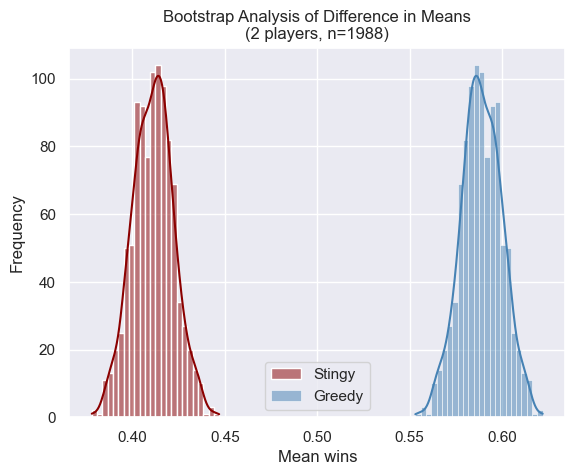 Bootstrap Analysis of Difference in Means
(2 players, n=1988)
100
80
60
40
20
0
Frequency
Stingy
Greedy
0.40 0.45 0.50 0.55 0.60
Mean wins